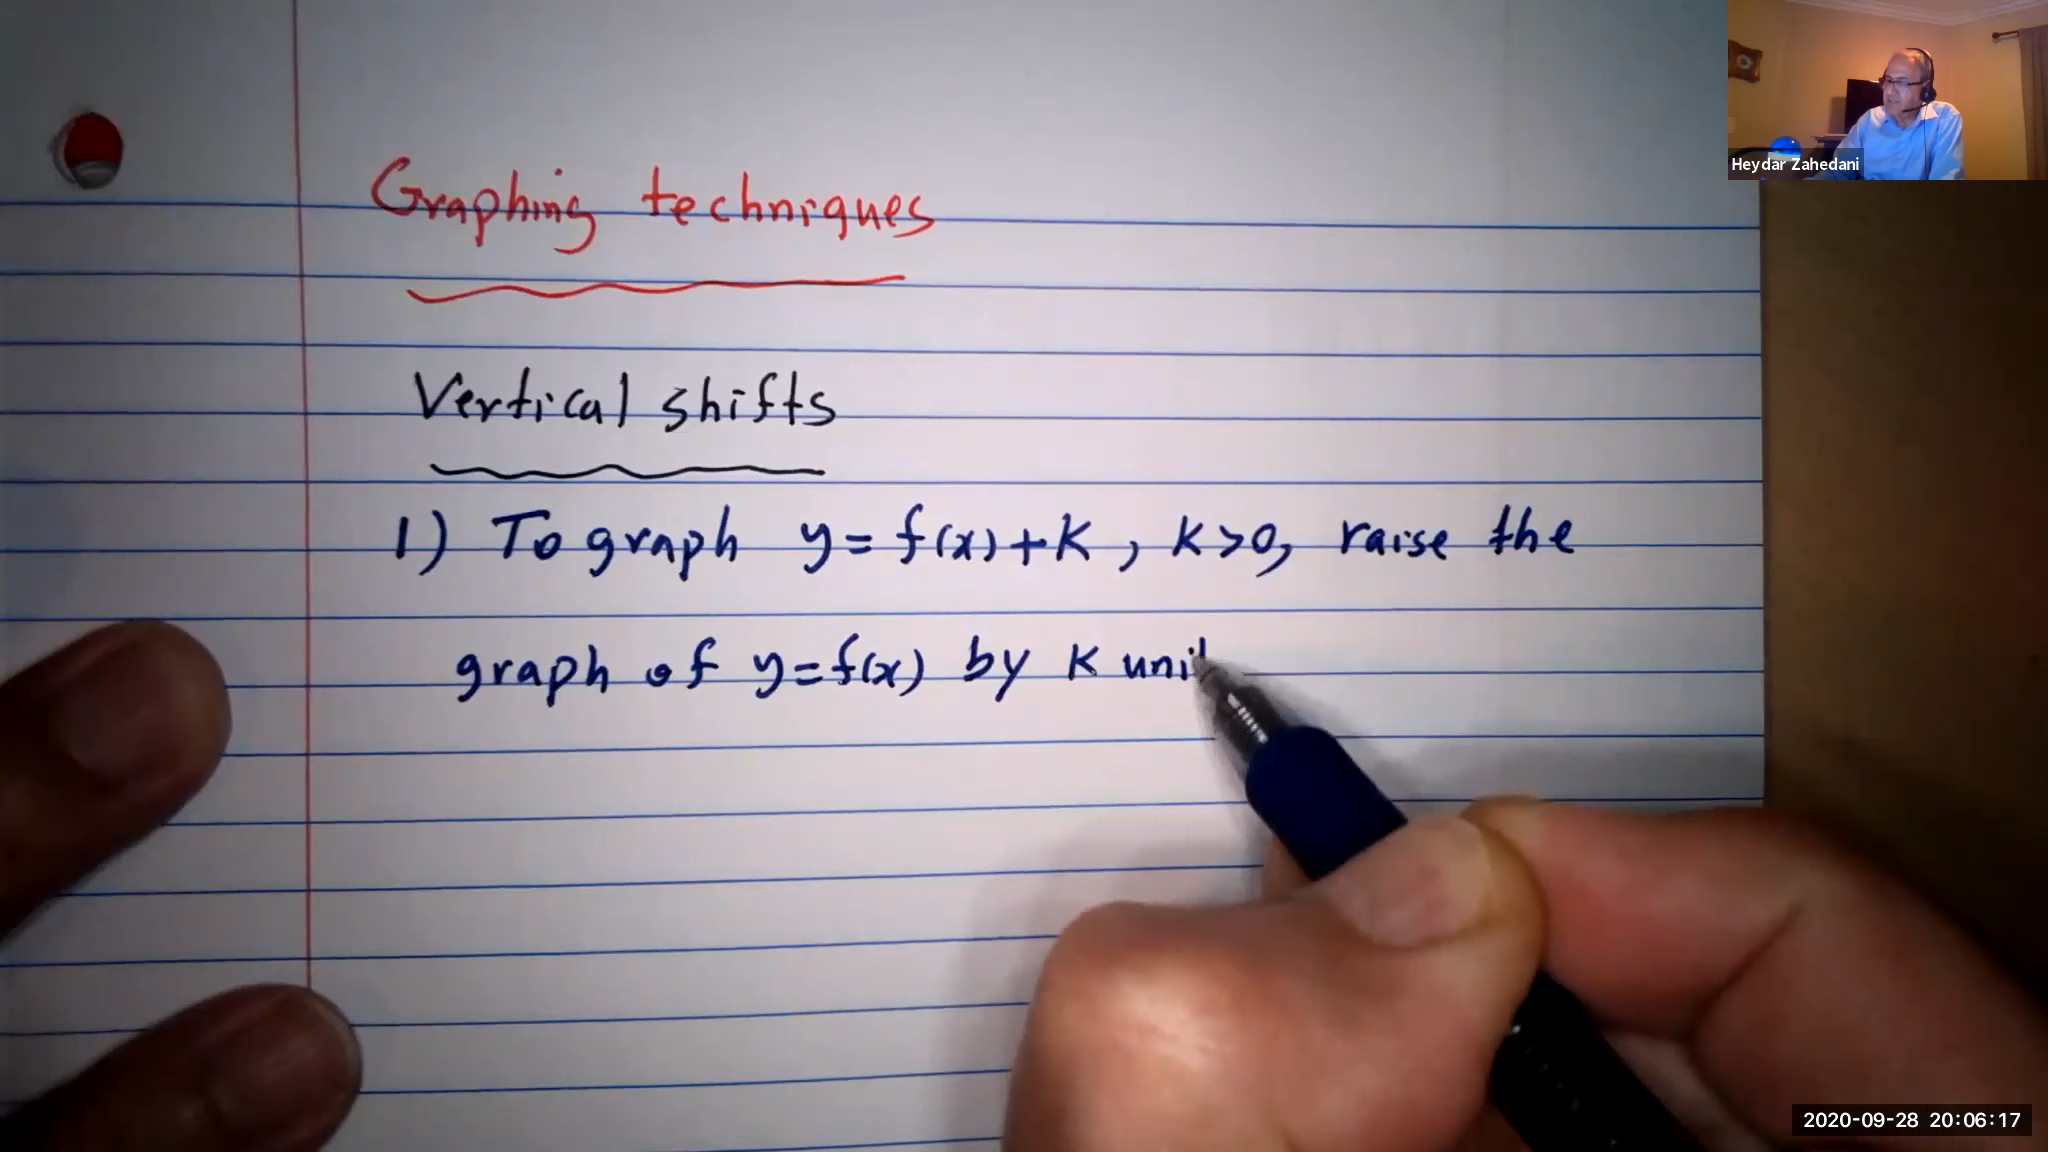 Heydar Zahedani
Graphing techniques
Vertical shifts
1) To graph y = f(x)+K, K>0, raise the
graph of y=f(x) by K unit
2020-09-28 20:06:17